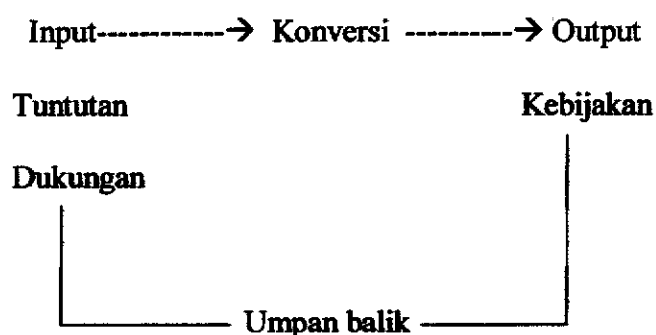 Input-----------→ Konversi ---------→ Output
Tuntutan Kebijakan
Dukungan
Umpan balik